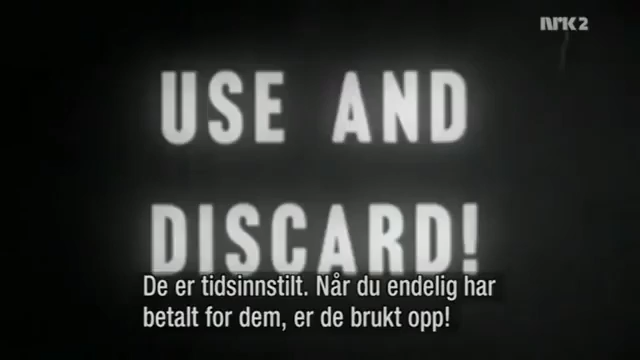 NRK2
USE AND
DISCARD!
De er tidsinnstilt. Når du endelig har
betalt for dem, er de brukt opp!